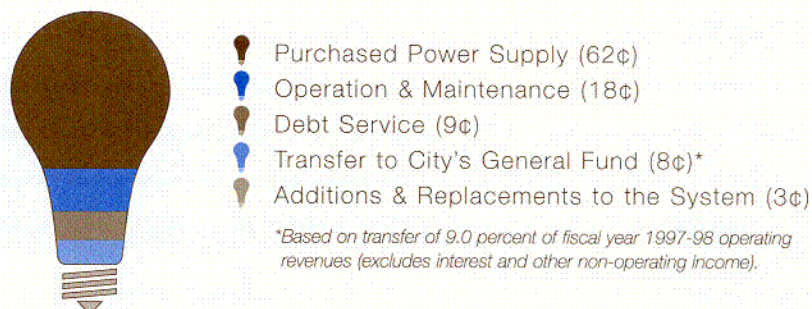 Purchased Power Supply (62¢)
Operation & Maintenance (18¢)
Debt Service (9¢)
Transfer to City's General Fund (8¢)*
Additions & Replacements to the System (3¢)
*Based on transfer of 9.0 percent of fiscal year 1997-98 operating
revenues (excludes interest and other non-operating income).